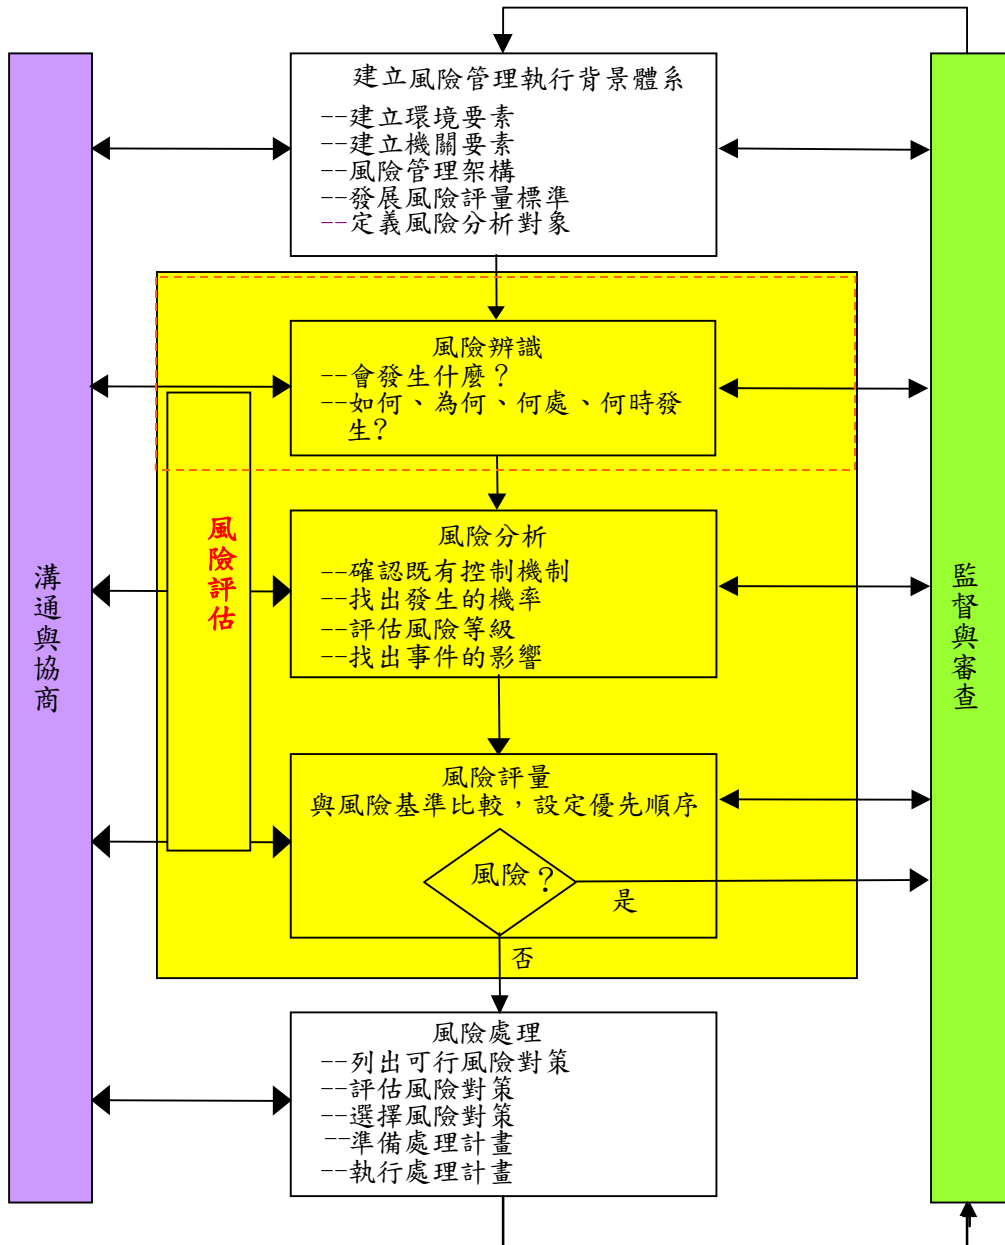 建立風險管理執行背景體系
--建立環境要素
--建立機關要素
--風險管理架構
--發展風險評量標準
--定義風險分析對象
風險辨識
--會發生什麼？
--如何、為何、何處、何時發
生?
風險評估
風險分析
--確認既有控制機制
--找出發生的機率
--評估風險等級
--找出事件的影響
溝通與協商
監督與審查
風險評量
與風險基準比較，設定優先順序
風險？
是
否
風險處理
--列出可行風險對策
--評估風險對策
--選擇風險對策
--準備處理計畫
--執行處理計畫